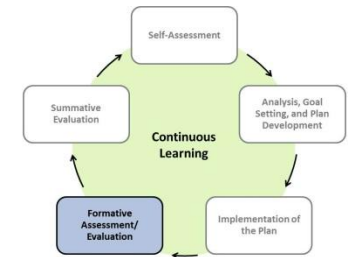 Self-Assessment
Analysis, Goal
Setting, and Plan
Development
Implementation of
the Plan
Formative
Assessment/
Evaluation
Summative
Evaluation
Continuous
Learning